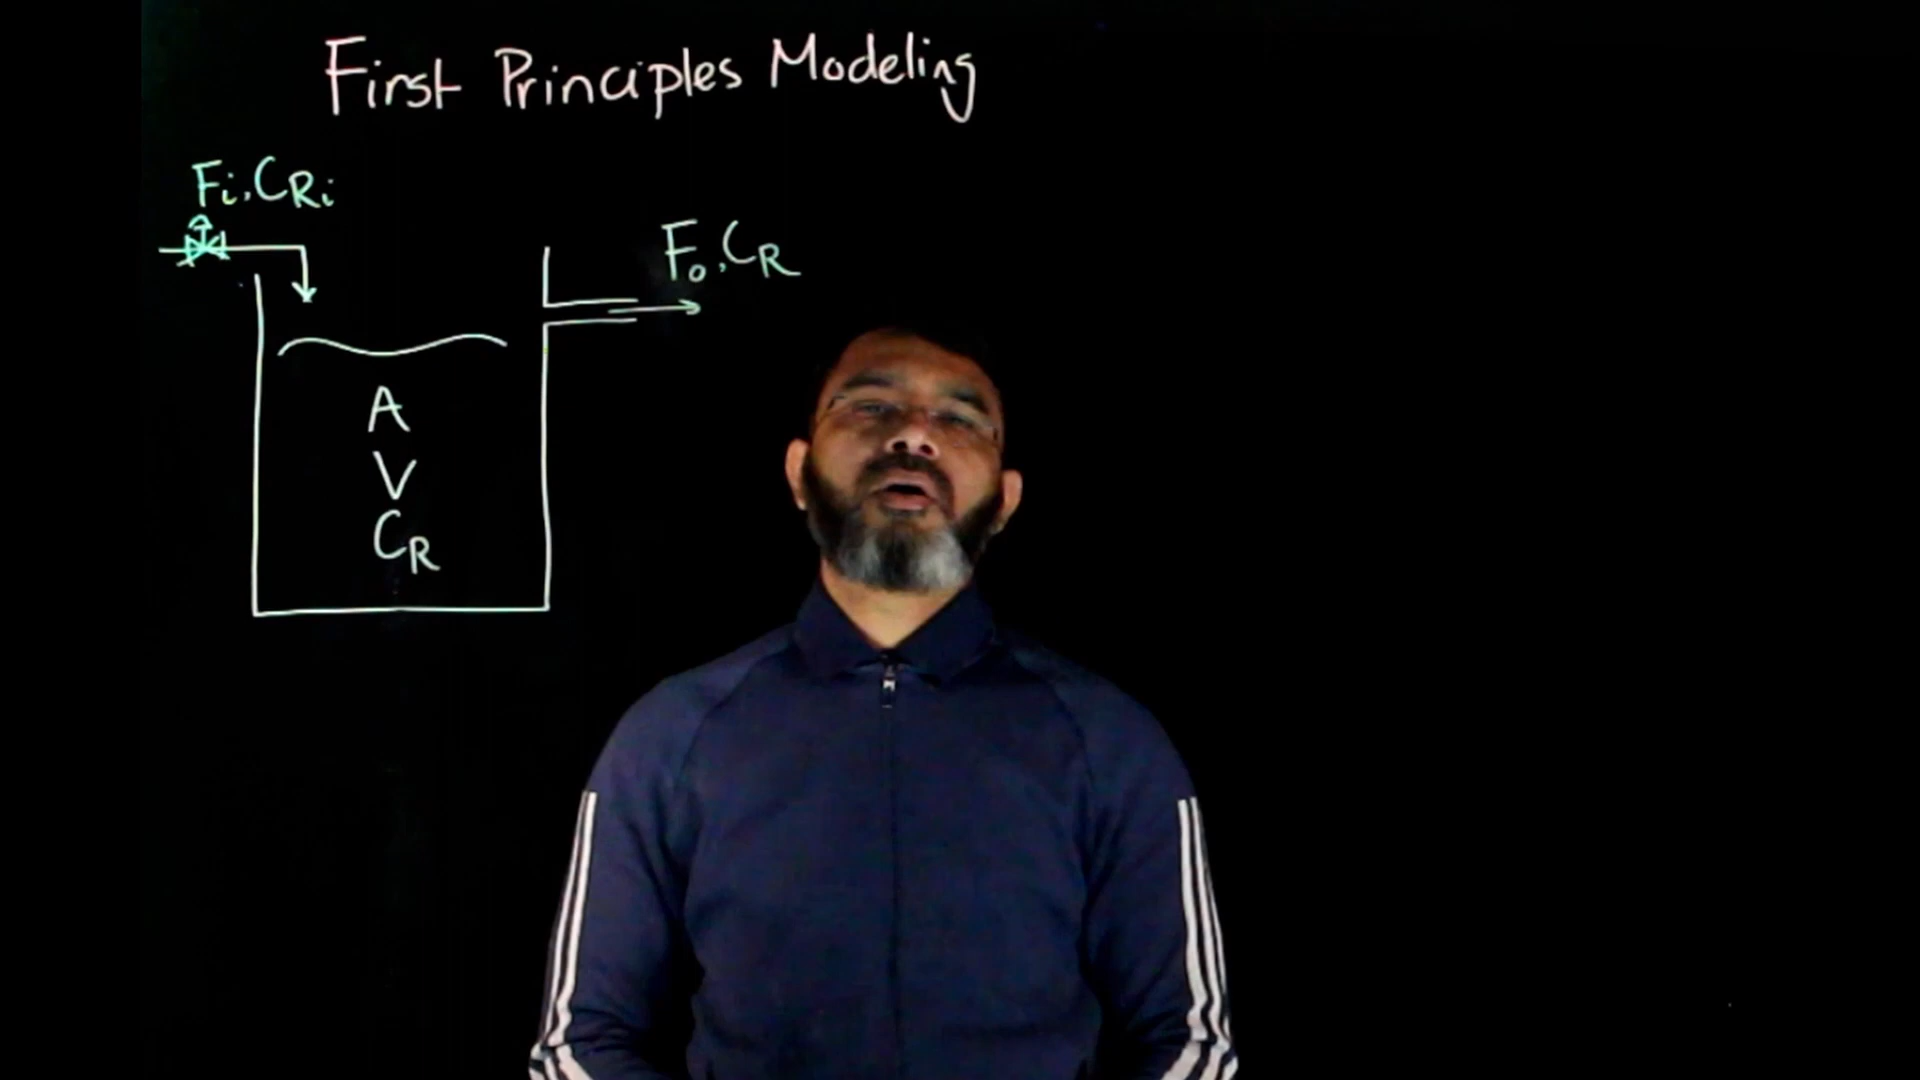 First Principles Modeling
Fi, CRi
Fo, CR
A
V
CR